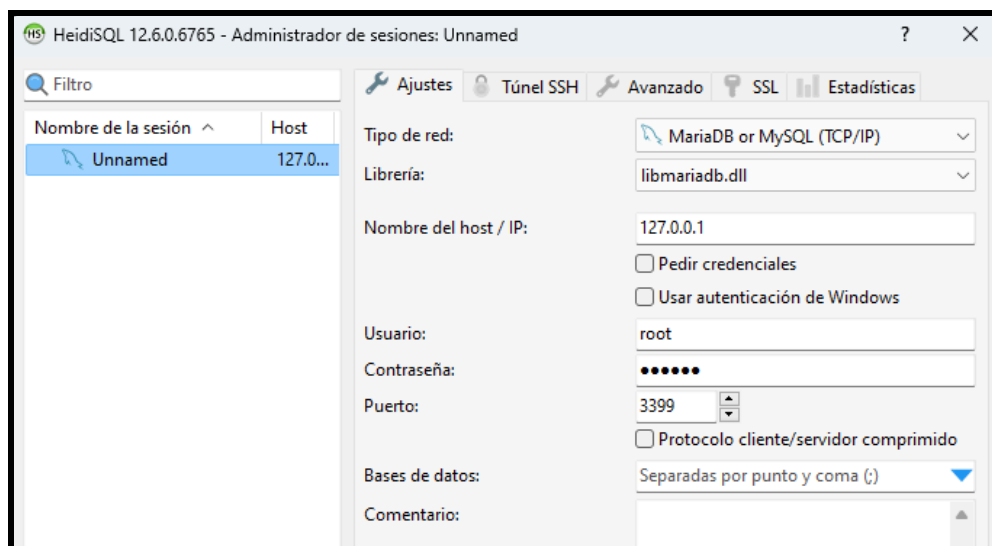 HS HeidiSQL 12.6.0.6765 - Administrador de sesiones: Unnamed ?
Filtro
Nombre de la sesión Host
Unnamed 127.0...
Ajustes Túnel SSH Avanzado SSL Estadísticas
Tipo de red: MariaDB or MySQL (TCP/IP)
Librería: libmariadb.dll
Nombre del host / IP: 127.0.0.1
Pedir credenciales
Usar autenticación de Windows
Usuario: root
Contraseña: ●●●●●●
Puerto: 3399
Protocolo cliente/servidor comprimido
Bases de datos: Separadas por punto y coma (;)
Comentario: